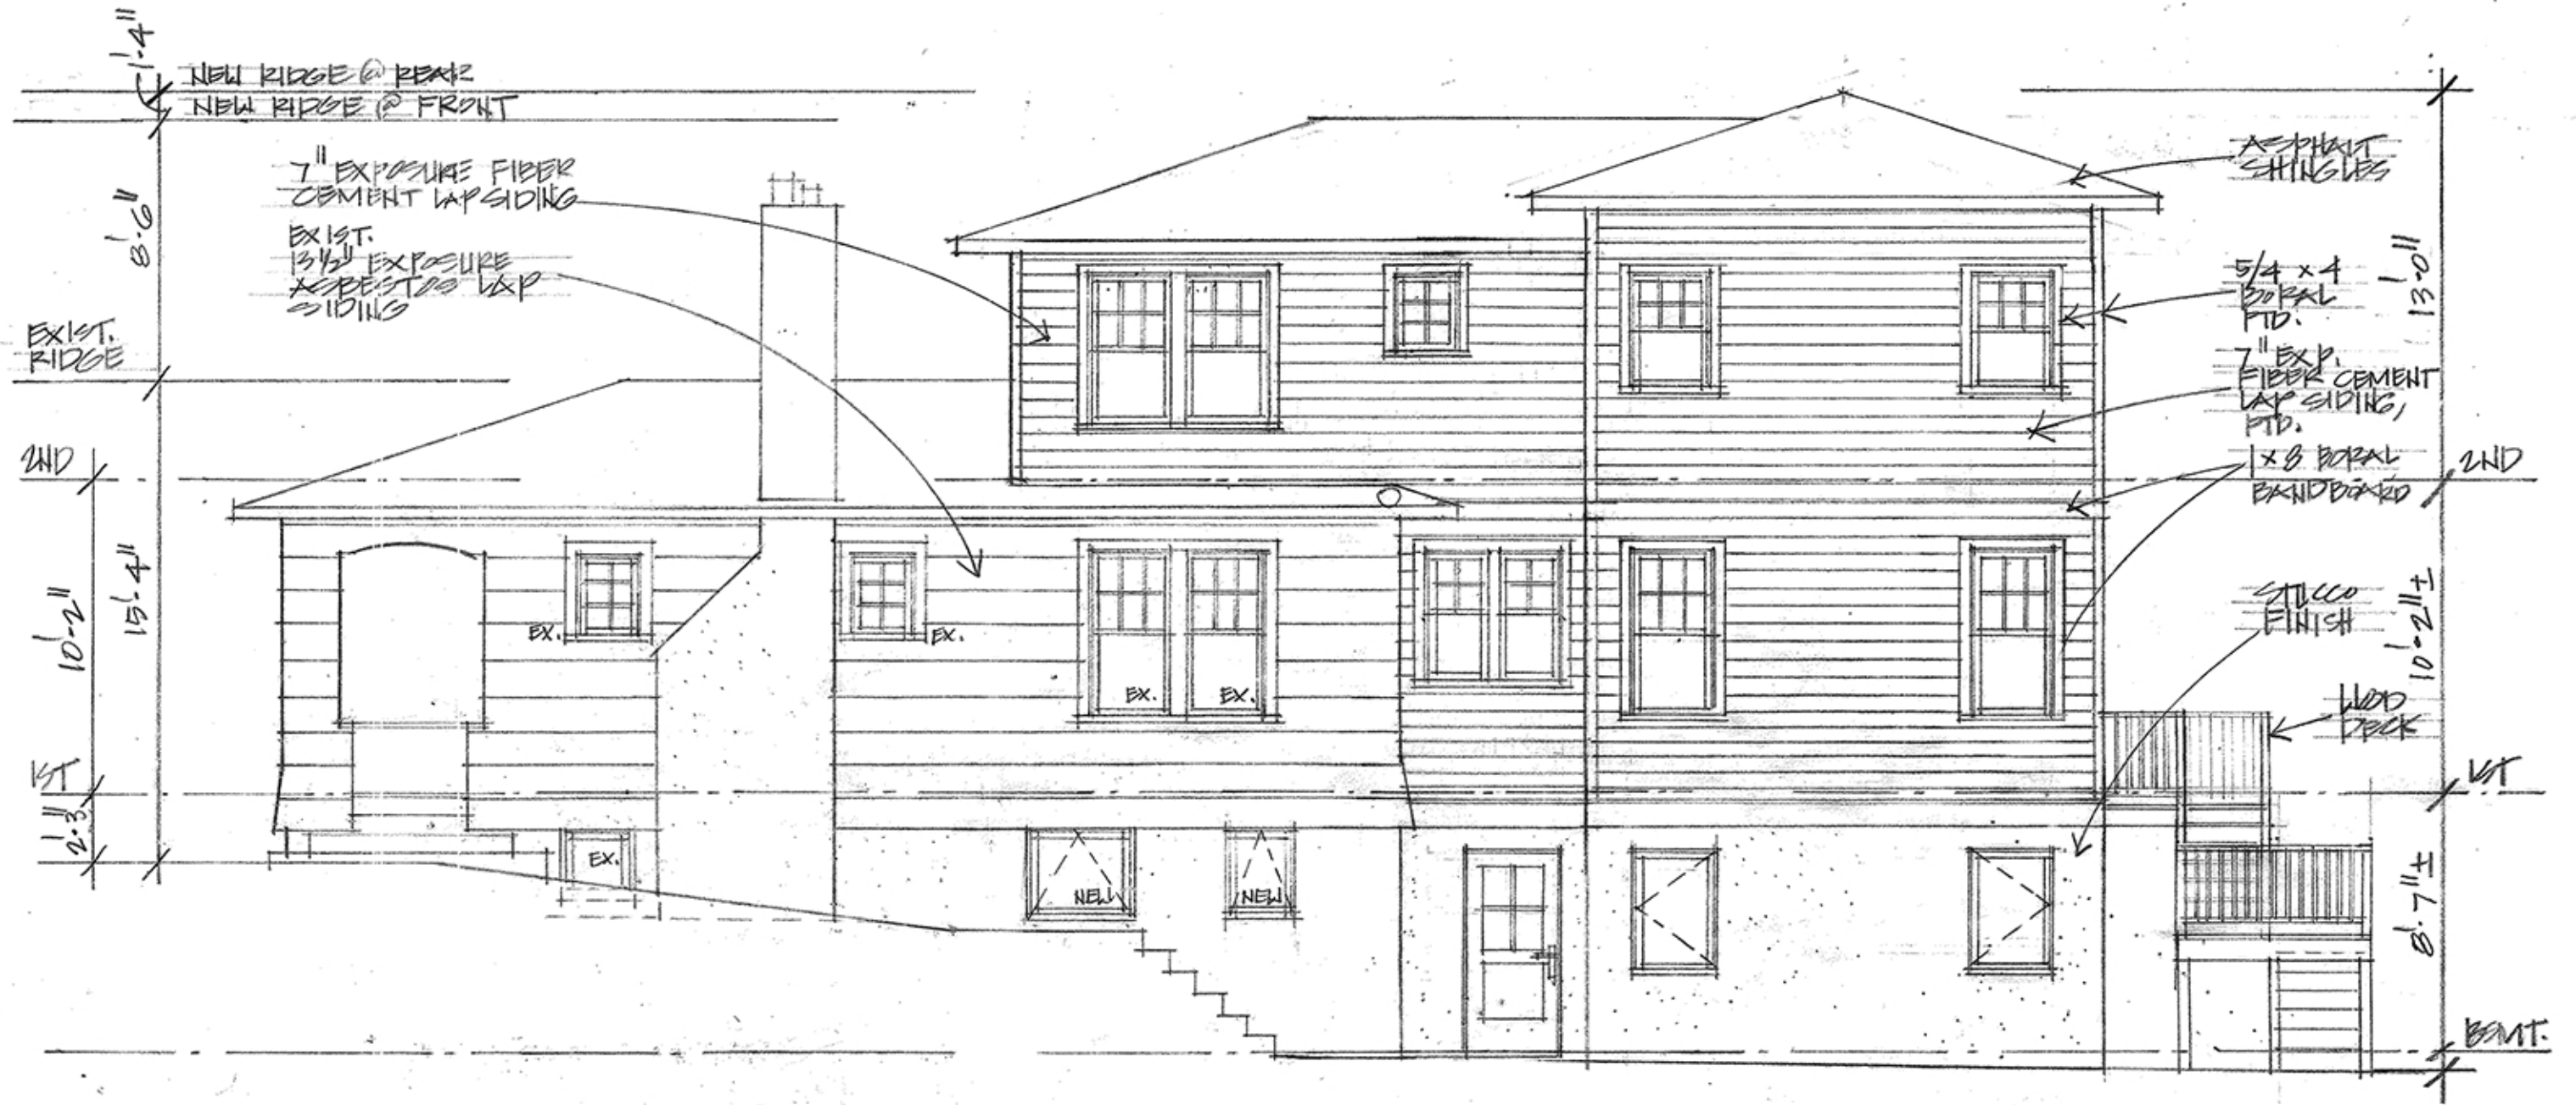 1'-4"
NEW RIDGE @ REAR
NEW RIDGE @ FRONT
7" EXPOSURE FIBER
CEMENT LAP SIDING
EXIST.
13 1/2" EXPOSURE
ASBESTOS LAP
SIDING
8'-6"
EXIST.
RIDGE
2ND
10'-2"
15'-4"
1ST
2'-3"
EX.
EX.
EX.
EX.
EX.
NEW
NEW
ASPHALT
SHINGLES
13'-0"
5/4 x 4
BORAL
PTD.
7" EXP.
FIBER CEMENT
LAP SIDING,
PTD.
1 x 8 BORAL
BANDBOARD
2ND
STUCCO
FINISH
10'-2"±
WOOD
DECK
1ST
8'-7"±
BSMT.